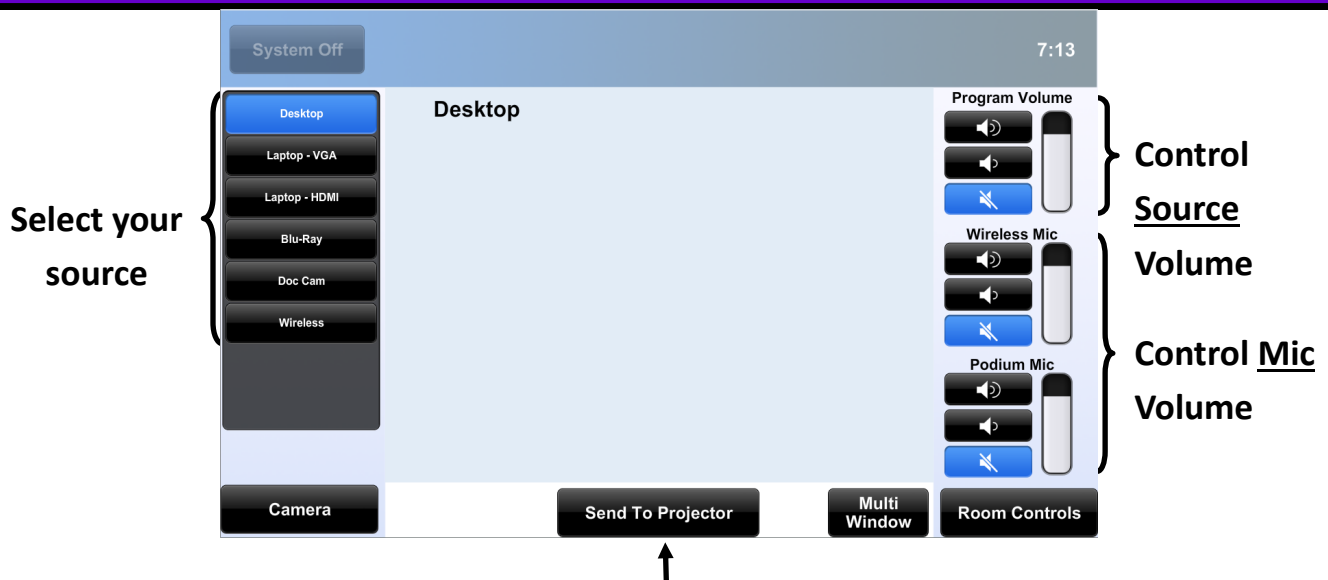 System Off
7:13
Select your
source
Desktop
Laptop - VGA
Laptop - HDMI
Blu-Ray
Doc Cam
Wireless
Desktop
Program Volume
Wireless Mic
Podium Mic
Control
Source
Volume
Control Mic
Volume
Camera
Send To Projector
Multi
Window
Room Controls